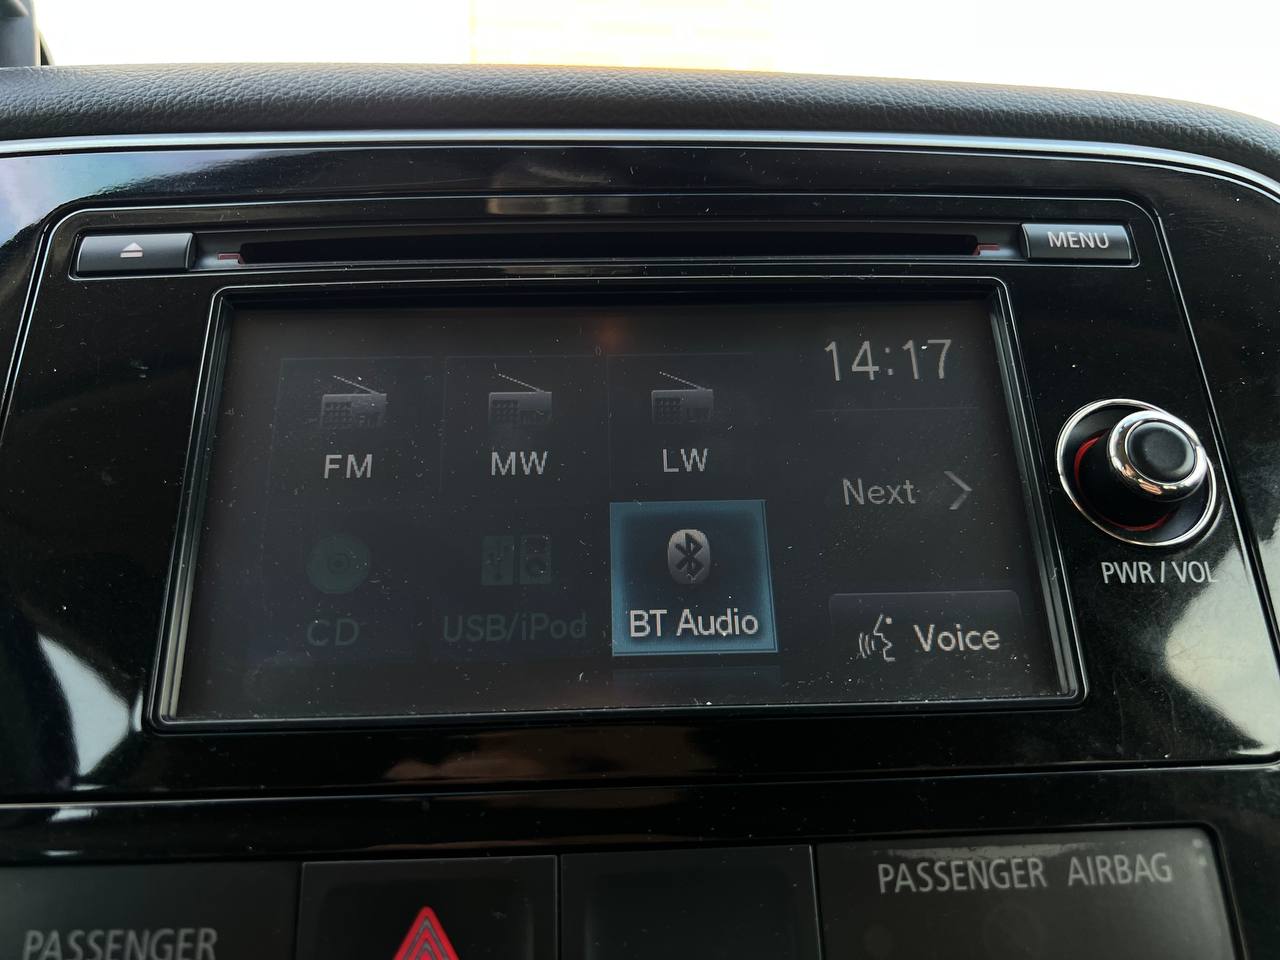 MENU
14:17
FM
MW
LW
Next
CD
USB/iPod
BT Audio
Voice
PWR / VOL
PASSENGER AIRBAG
PASSENGER